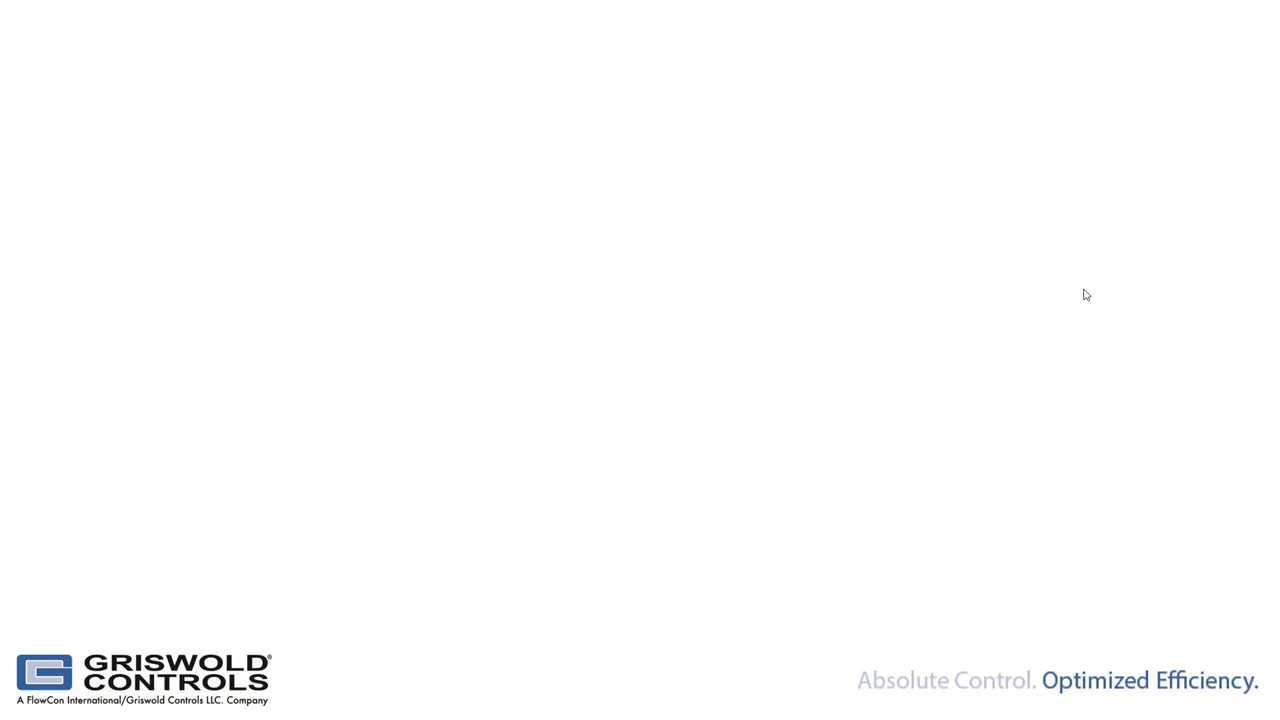 GRISWOLD®
CONTROLS
A FlowCon International/Griswold Controls LLC. Company
Absolute Control. Optimized Efficiency.